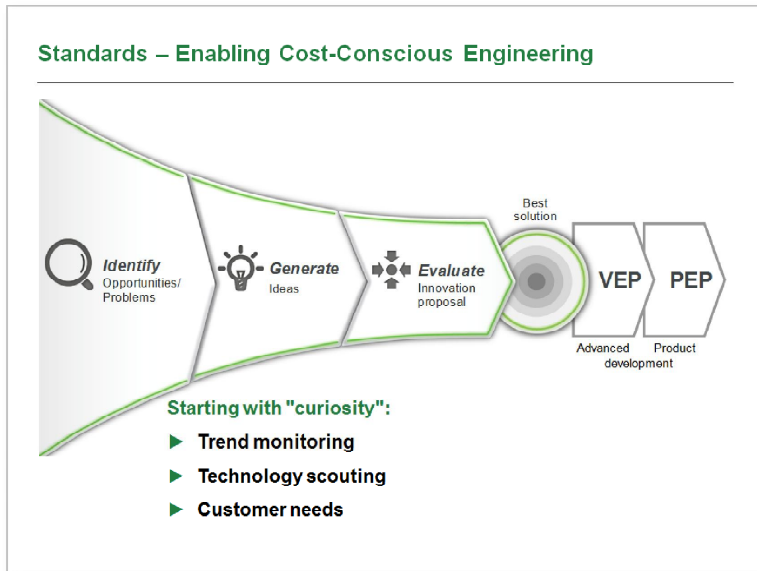 Standards – Enabling Cost-Conscious Engineering
Identify
Opportunities/
Problems
Generate
Ideas
Evaluate
Innovation
proposal
Best
solution
VEP
PEP
Advanced Product
development
Starting with "curiosity":
Trend monitoring
Technology scouting
Customer needs